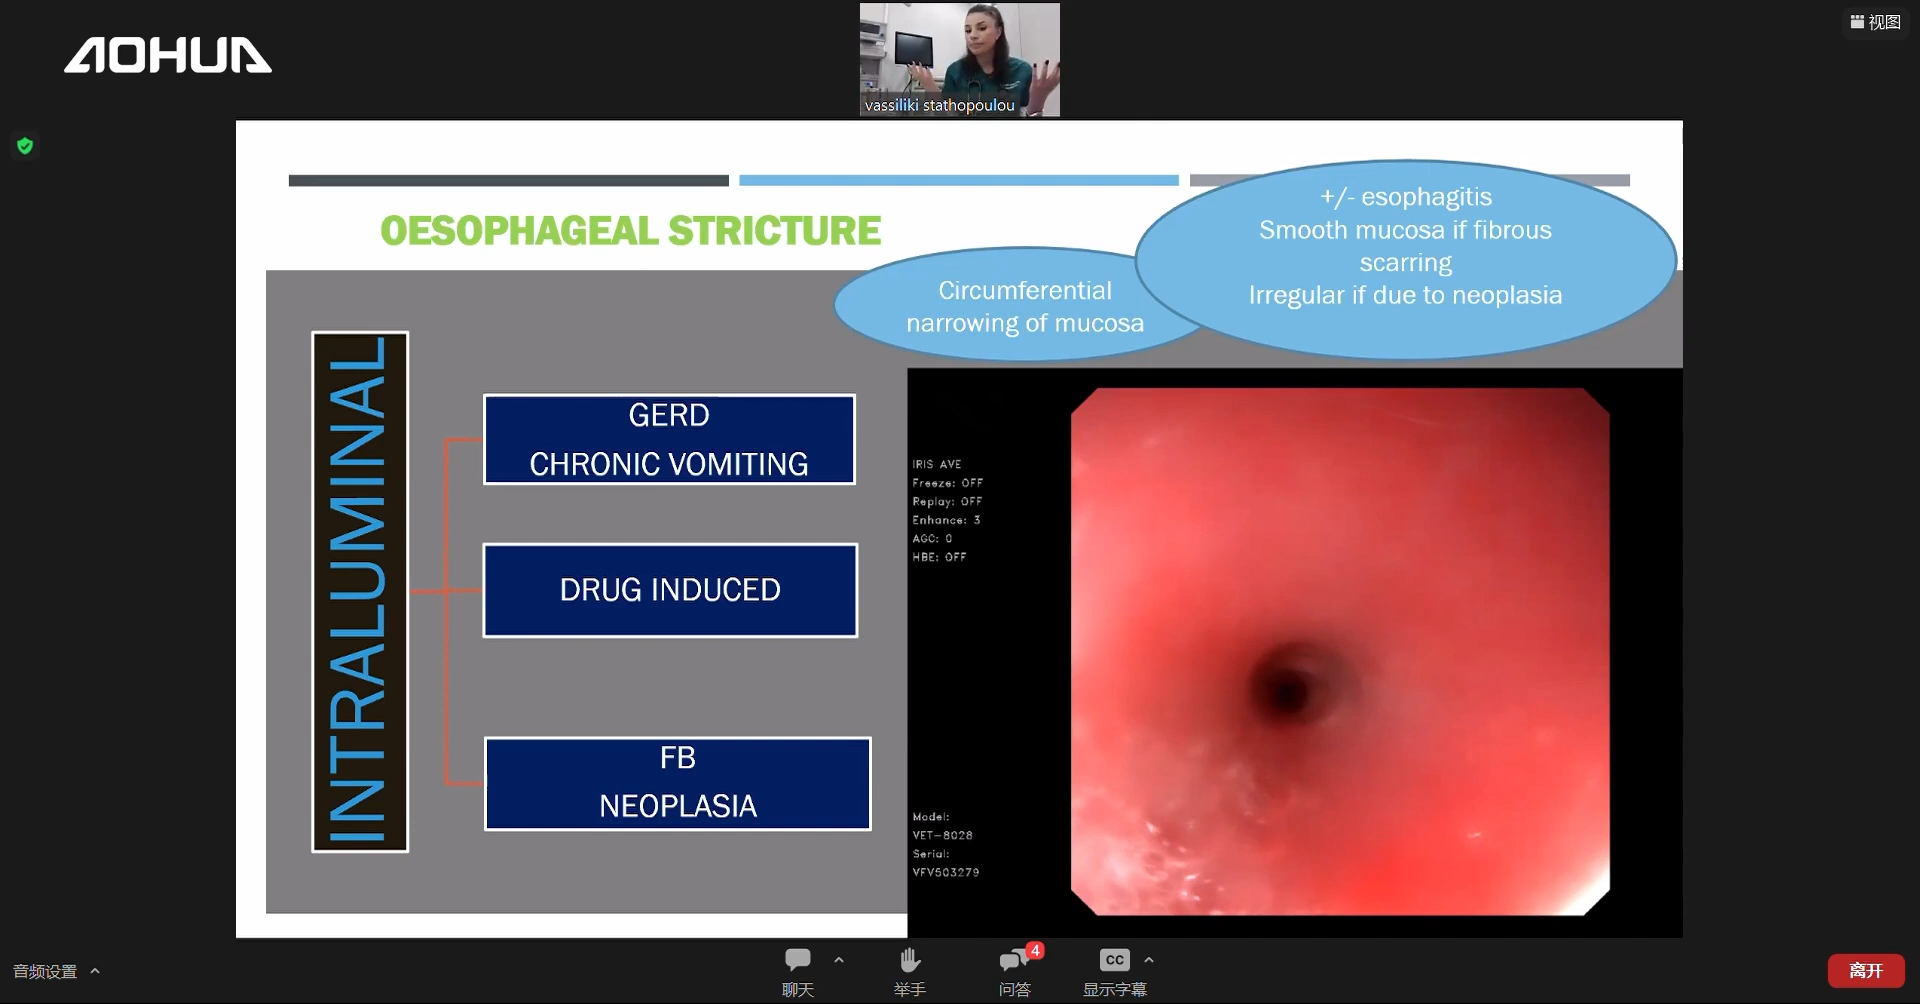 视图
AOHUA
vassiliki stathopoulou
OESOPHAGEAL STRICTURE
+/- esophagitis
Smooth mucosa if fibrous
scarring
Irregular if due to neoplasia
Circumferential
narrowing of mucosa
INTRALUMINAL
GERD
CHRONIC VOMITING
DRUG INDUCED
FB
NEOPLASIA
IRIS AVE
Freeze: OFF
Replay: OFF
Enhance: 3
AGC: 0
HBE: OFF
Model:
VET-8028
Serial:
VFV503279
音频设置
聊天
举手
4
问答
CC
显示字幕
离开